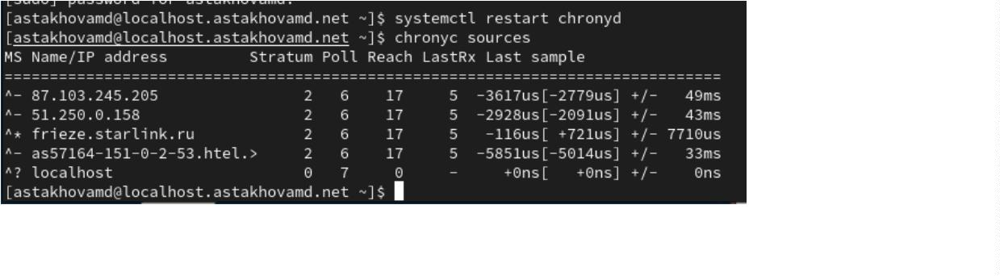 [sudo] password for astakhovamd:
[astakhovamd@localhost.astakhovamd.net ~]$ systemctl restart chronyd
[astakhovamd@localhost.astakhovamd.net ~]$ chronyc sources
MS Name/IP address         Stratum Poll Reach LastRx Last sample
===============================================================================
^- 87.103.245.205                2   6    17     5  -3617us[-2779us] +/-   49ms
^- 51.250.0.158                  2   6    17     5  -2928us[-2091us] +/-   43ms
^* frieze.starlink.ru            2   6    17     5   -116us[ +721us] +/- 7710us
^- as57164-151-0-2-53.htel.>     2   6    17     5  -5851us[-5014us] +/-   33ms
^? localhost                     0   7     0     -     +0ns[   +0ns] +/-    0ns
[astakhovamd@localhost.astakhovamd.net ~]$